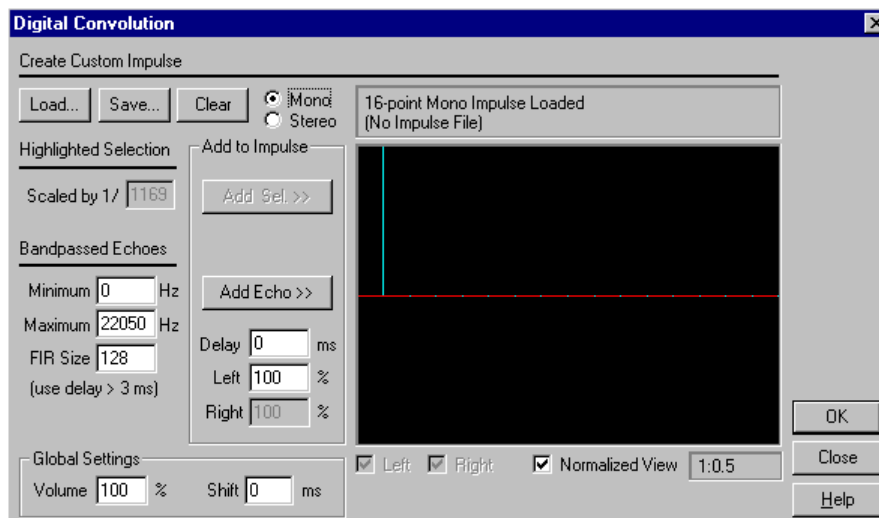 Digital Convolution
Create Custom Impulse
Load... Save... Clear Mono
Stereo
16-point Mono Impulse Loaded
(No Impulse File)
Highlighted Selection
Scaled by 1/ 1169
Bandpassed Echoes
Minimum 0 Hz
Maximum 22050 Hz
FIR Size 128
(use delay > 3 ms)
Add to Impulse
Add Sel. >>
Add Echo >>
Delay 0 ms
Left 100 %
Right 100 %
Left Right Normalized View 1:0.5
Global Settings
Volume 100 % Shift 0 ms
OK
Close
Help